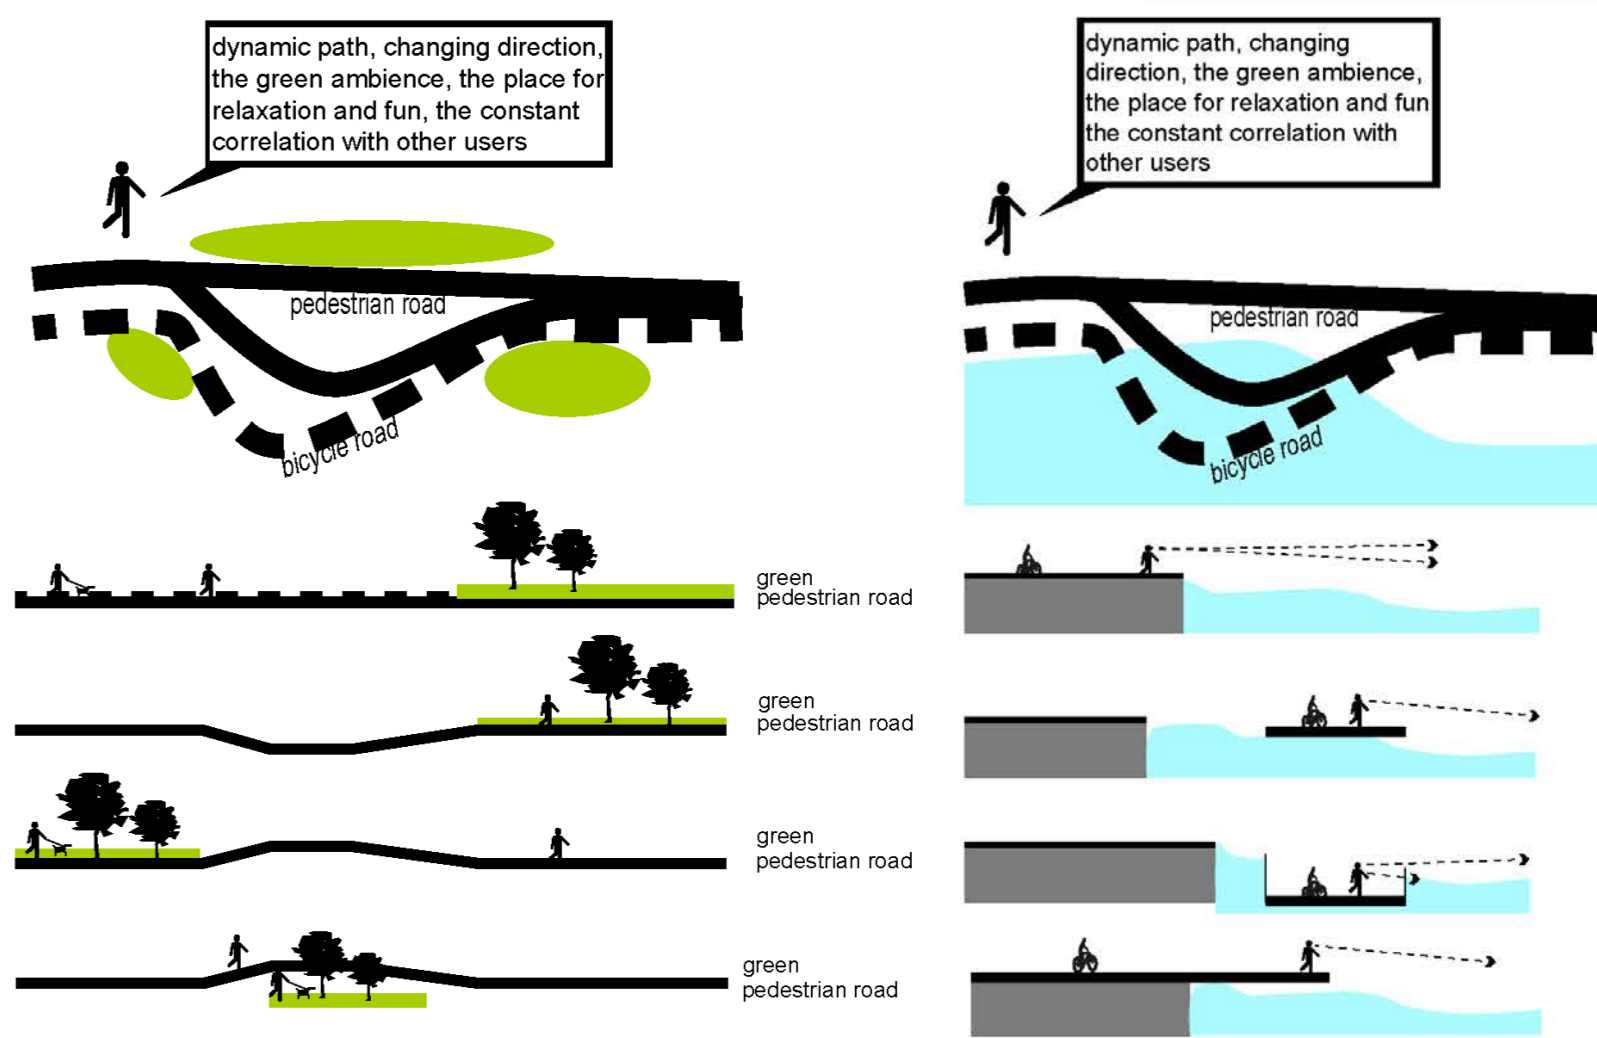 dynamic path, changing direction,
the green ambience, the place for
relaxation and fun, the constant
correlation with other users
pedestrian road
bicycle road
green
pedestrian road
green
pedestrian road
green
pedestrian road
green
pedestrian road
dynamic path, changing
direction, the green ambience,
the place for relaxation and fun
the constant correlation with
other users
pedestrian road
bicycle road